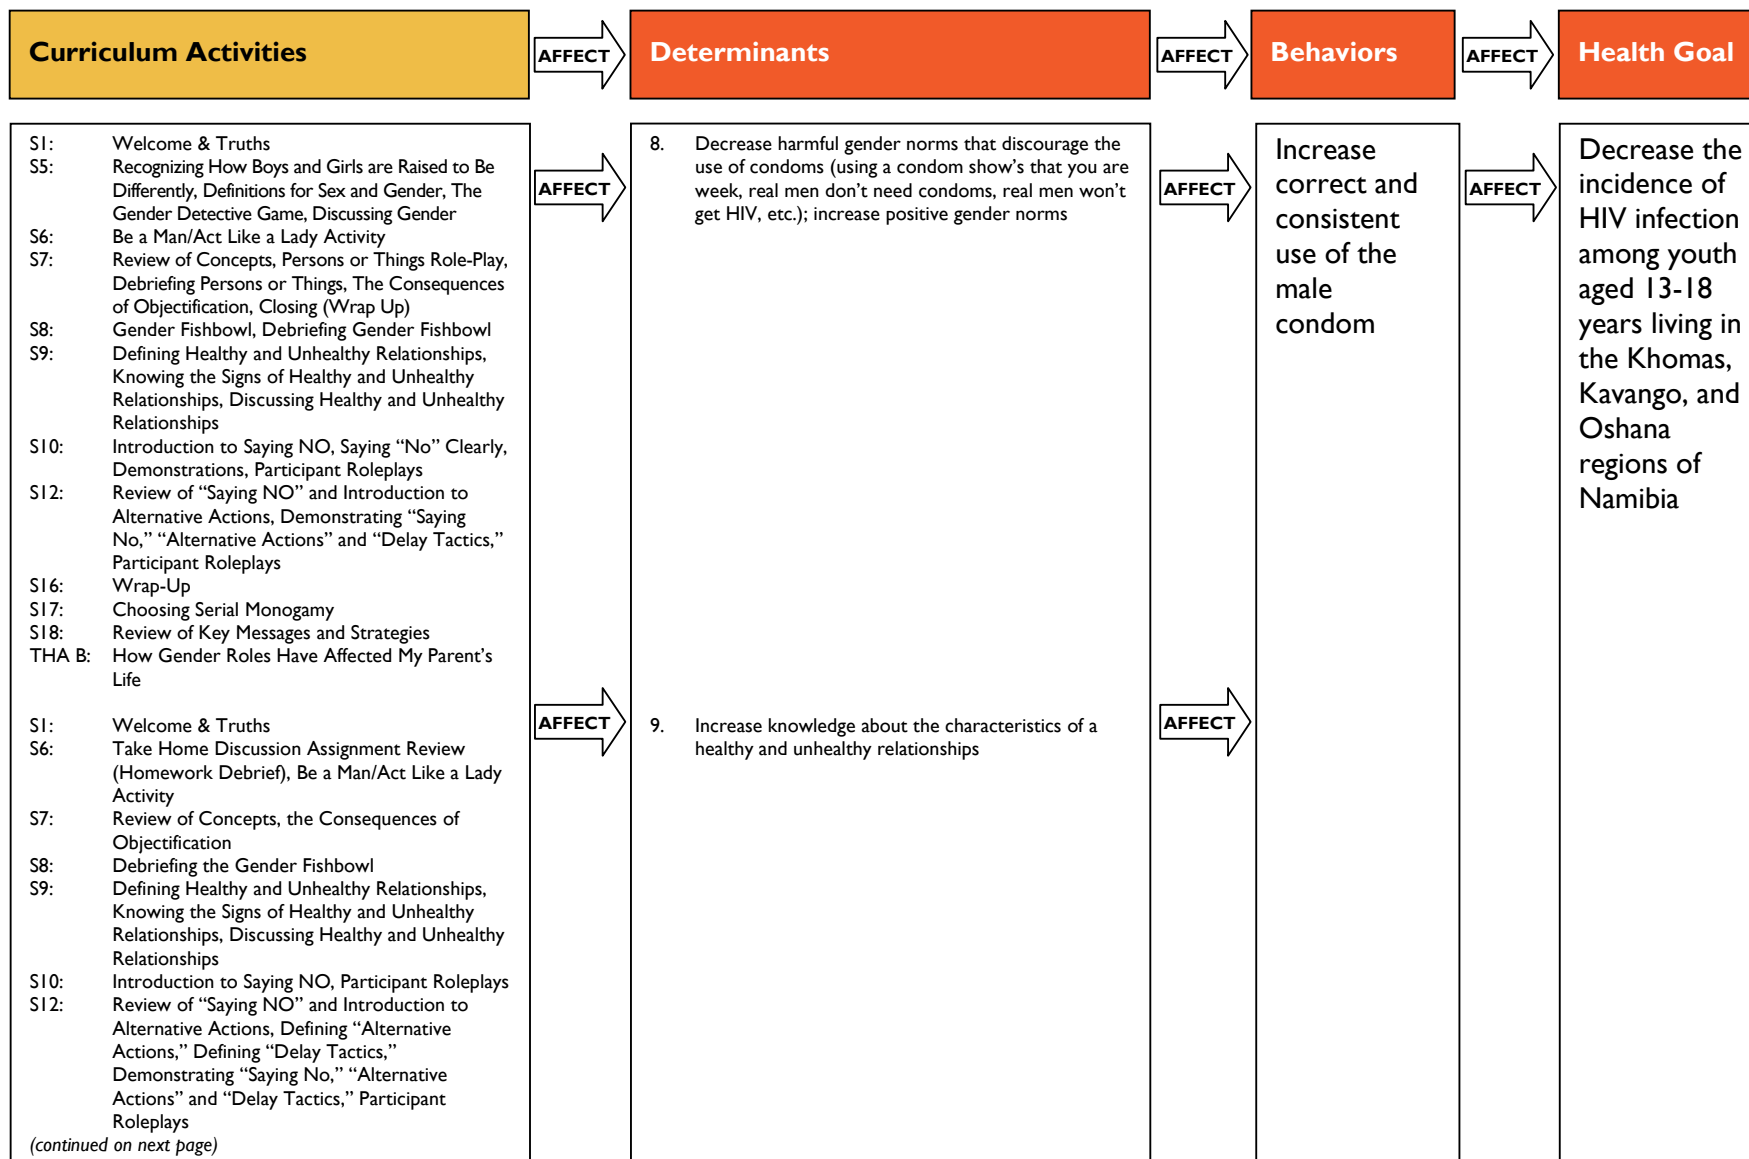 Curriculum Activities
AFFECT
Determinants
AFFECT
Behaviors
AFFECT
Health Goal
S1: Welcome & Truths
S5: Recognizing How Boys and Girls are Raised to Be
Differently, Definitions for Sex and Gender, The
Gender Detective Game, Discussing Gender
S6: Be a Man/Act Like a Lady Activity
S7: Review of Concepts, Persons or Things Role-Play,
Debriefing Persons or Things, The Consequences
of Objectification, Closing (Wrap Up)
S8: Gender Fishbowl, Debriefing Gender Fishbowl
S9: Defining Healthy and Unhealthy Relationships,
Knowing the Signs of Healthy and Unhealthy
Relationships, Discussing Healthy and Unhealthy
Relationships
S10: Introduction to Saying NO, Saying “No” Clearly,
Demonstrations, Participant Roleplays
S12: Review of “Saying NO” and Introduction to
Alternative Actions, Demonstrating “Saying
No,” “Alternative Actions” and “Delay Tactics,”
Participant Roleplays
S16: Wrap-Up
S17: Choosing Serial Monogamy
S18: Review of Key Messages and Strategies
THA B: How Gender Roles Have Affected My Parent’s
Life
AFFECT
8. Decrease harmful gender norms that discourage the
use of condoms (using a condom show’s that you are
week, real men don’t need condoms, real men won’t
get HIV, etc.); increase positive gender norms
AFFECT
Increase
correct and
consistent
use of the
male
condom
AFFECT
Decrease the
incidence of
HIV infection
among youth
aged 13-18
years living in
the Khomas,
Kavango, and
Oshana
regions of
Namibia
S1: Welcome & Truths
S6: Take Home Discussion Assignment Review
(Homework Debrief), Be a Man/Act Like a Lady
Activity
S7: Review of Concepts, the Consequences of
Objectification
S8: Debriefing the Gender Fishbowl
S9: Defining Healthy and Unhealthy Relationships,
Knowing the Signs of Healthy and Unhealthy
Relationships, Discussing Healthy and Unhealthy
Relationships
S10: Introduction to Saying NO, Participant Roleplays
S12: Review of “Saying NO” and Introduction to
Alternative Actions, Defining “Alternative
Actions,” Defining “Delay Tactics,”
Demonstrating “Saying No,” “Alternative
Actions” and “Delay Tactics,” Participant
Roleplays
(continued on next page)
AFFECT
9. Increase knowledge about the characteristics of a
healthy and unhealthy relationships
AFFECT